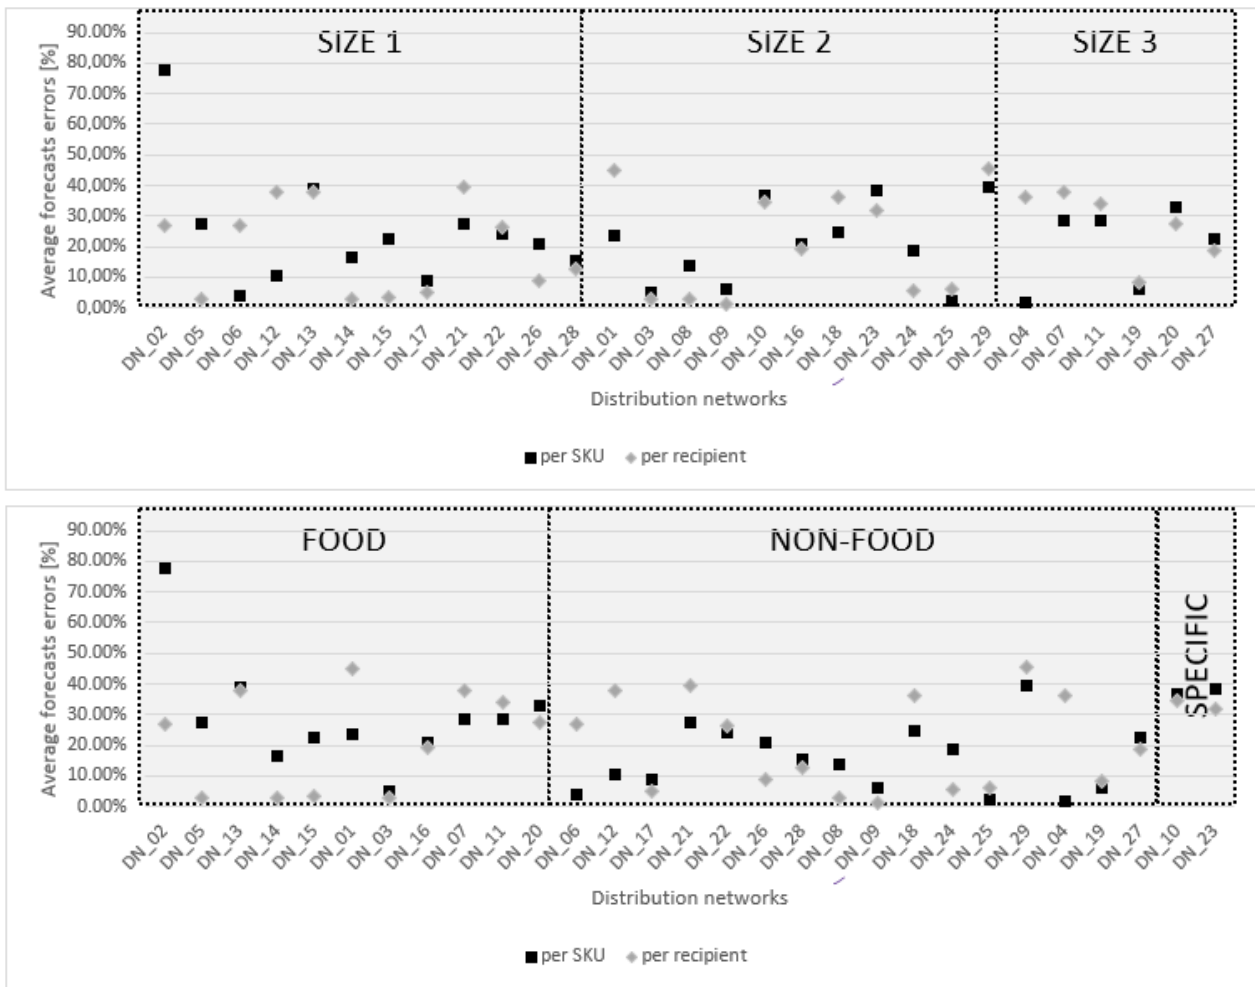 SIZE 1 SIZE 2 SIZE 3
Average forecasts errors [%]
90.00%
80,00%
70.00%
60,00%
50,00%
40,00%
30,00%
20,00%
10,00%
0,00%
DN_02 DN_05 DN_06 DN_12 DN_13 DN_14 DN_15 DN_17 DN_21 DN_22 DN_26 DN_28 DN_01 DN_03 DN_08 DN_09 DN_10 DN_16 DN_18 DN_23 DN_24 DN_25 DN_29 DN_04 DN_07 DN_11 DN_19 DN_20 DN_27
Distribution networks
per SKU per recipient
FOOD NON-FOOD SPECIFIC
Average forecasts errors [%]
90.00%
80.00%
70.00%
60.00%
50.00%
40.00%
30.00%
20.00%
10.00%
0.00%
DN_02 DN_05 DN_13 DN_14 DN_15 DN_01 DN_03 DN_16 DN_07 DN_11 DN_20 DN_06 DN_12 DN_17 DN_21 DN_22 DN_26 DN_28 DN_08 DN_09 DN_18 DN_24 DN_25 DN_29 DN_04 DN_19 DN_27 DN_10 DN_23
Distribution networks
per SKU per recipient